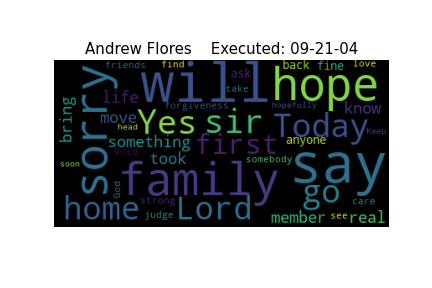 Andrew Flores    Executed: 09-21-04
friends find back fine love
will ask hope
sorry life take
bring forgiveness hopefully know
move Yes sir Today Keep
head
something first anyone
Void took somebody say
soon family
God go
strong care
home Lord
judge member see real